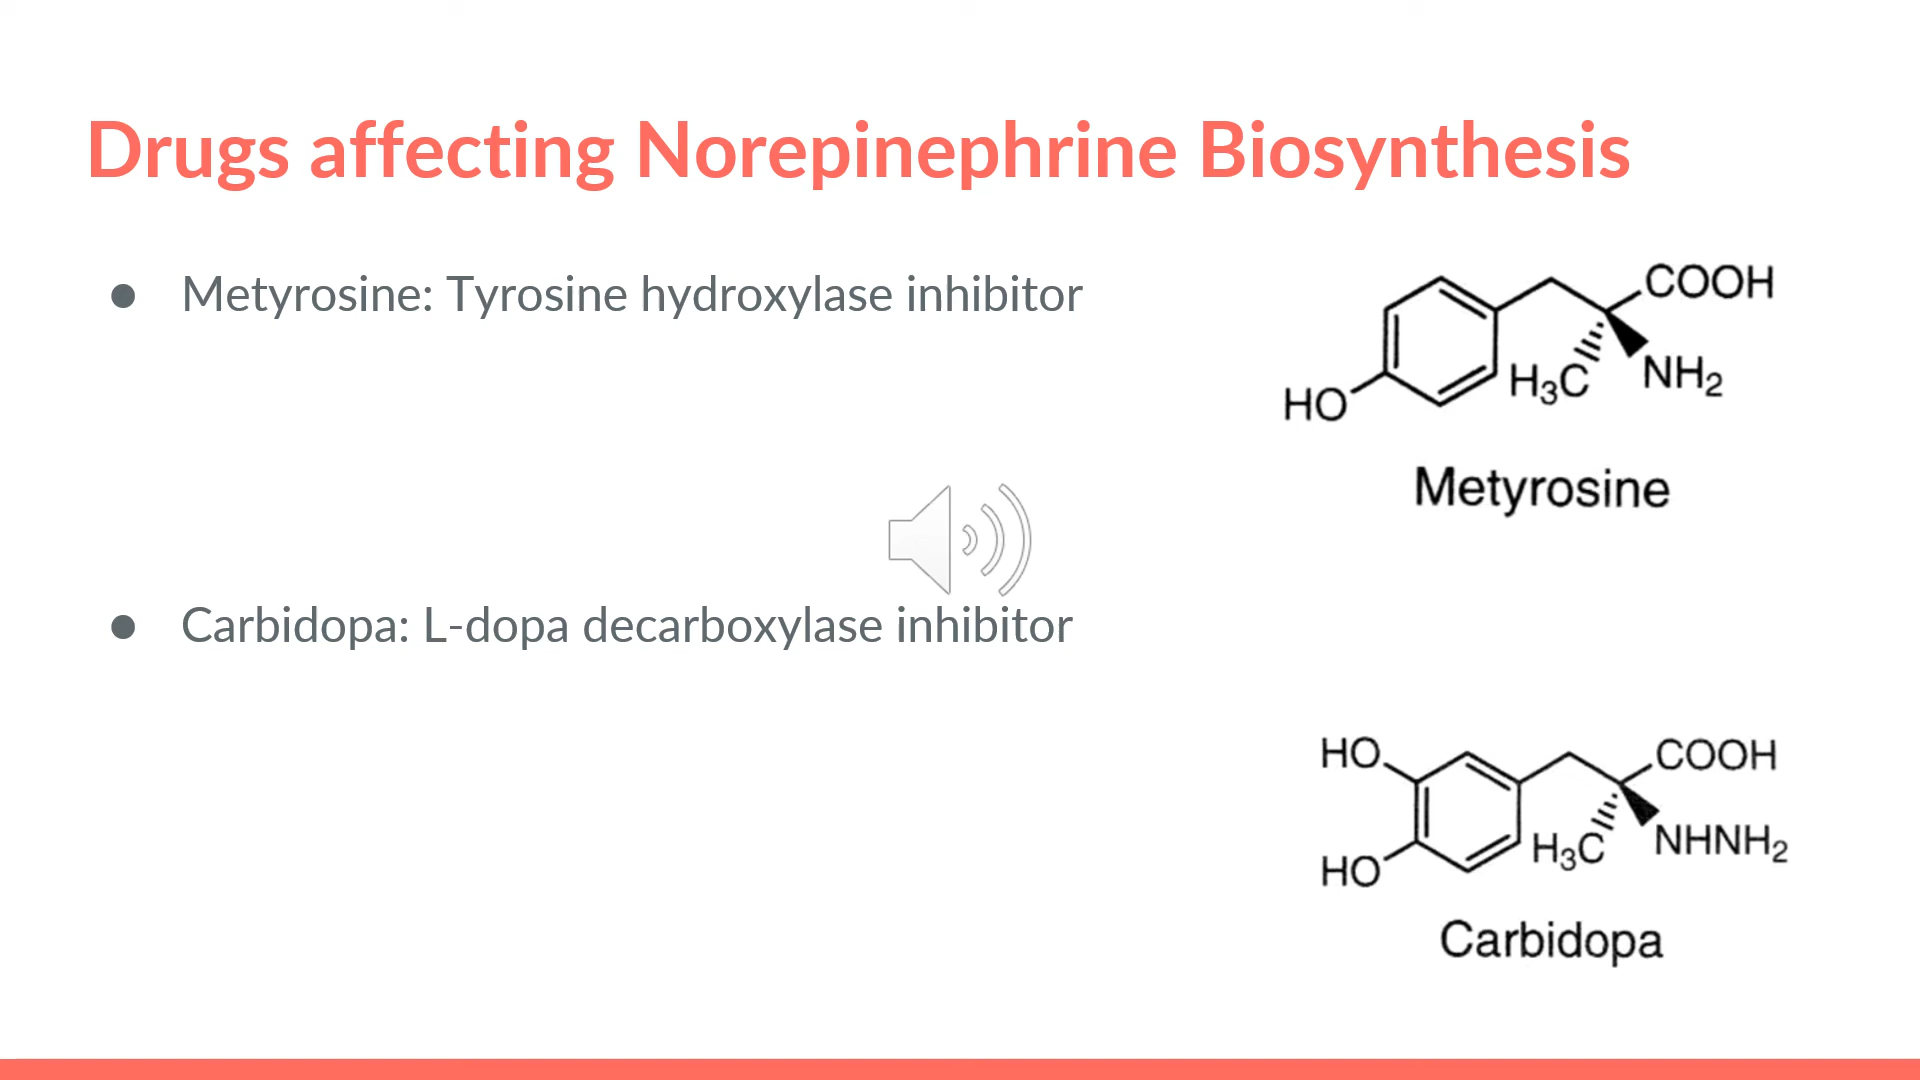 Drugs affecting Norepinephrine Biosynthesis
● Metyrosine: Tyrosine hydroxylase inhibitor
COOH
H₃C
NH₂
HO
Metyrosine
● Carbidopa: L-dopa decarboxylase inhibitor
HO
COOH
H₃C
NHNH₂
HO
Carbidopa